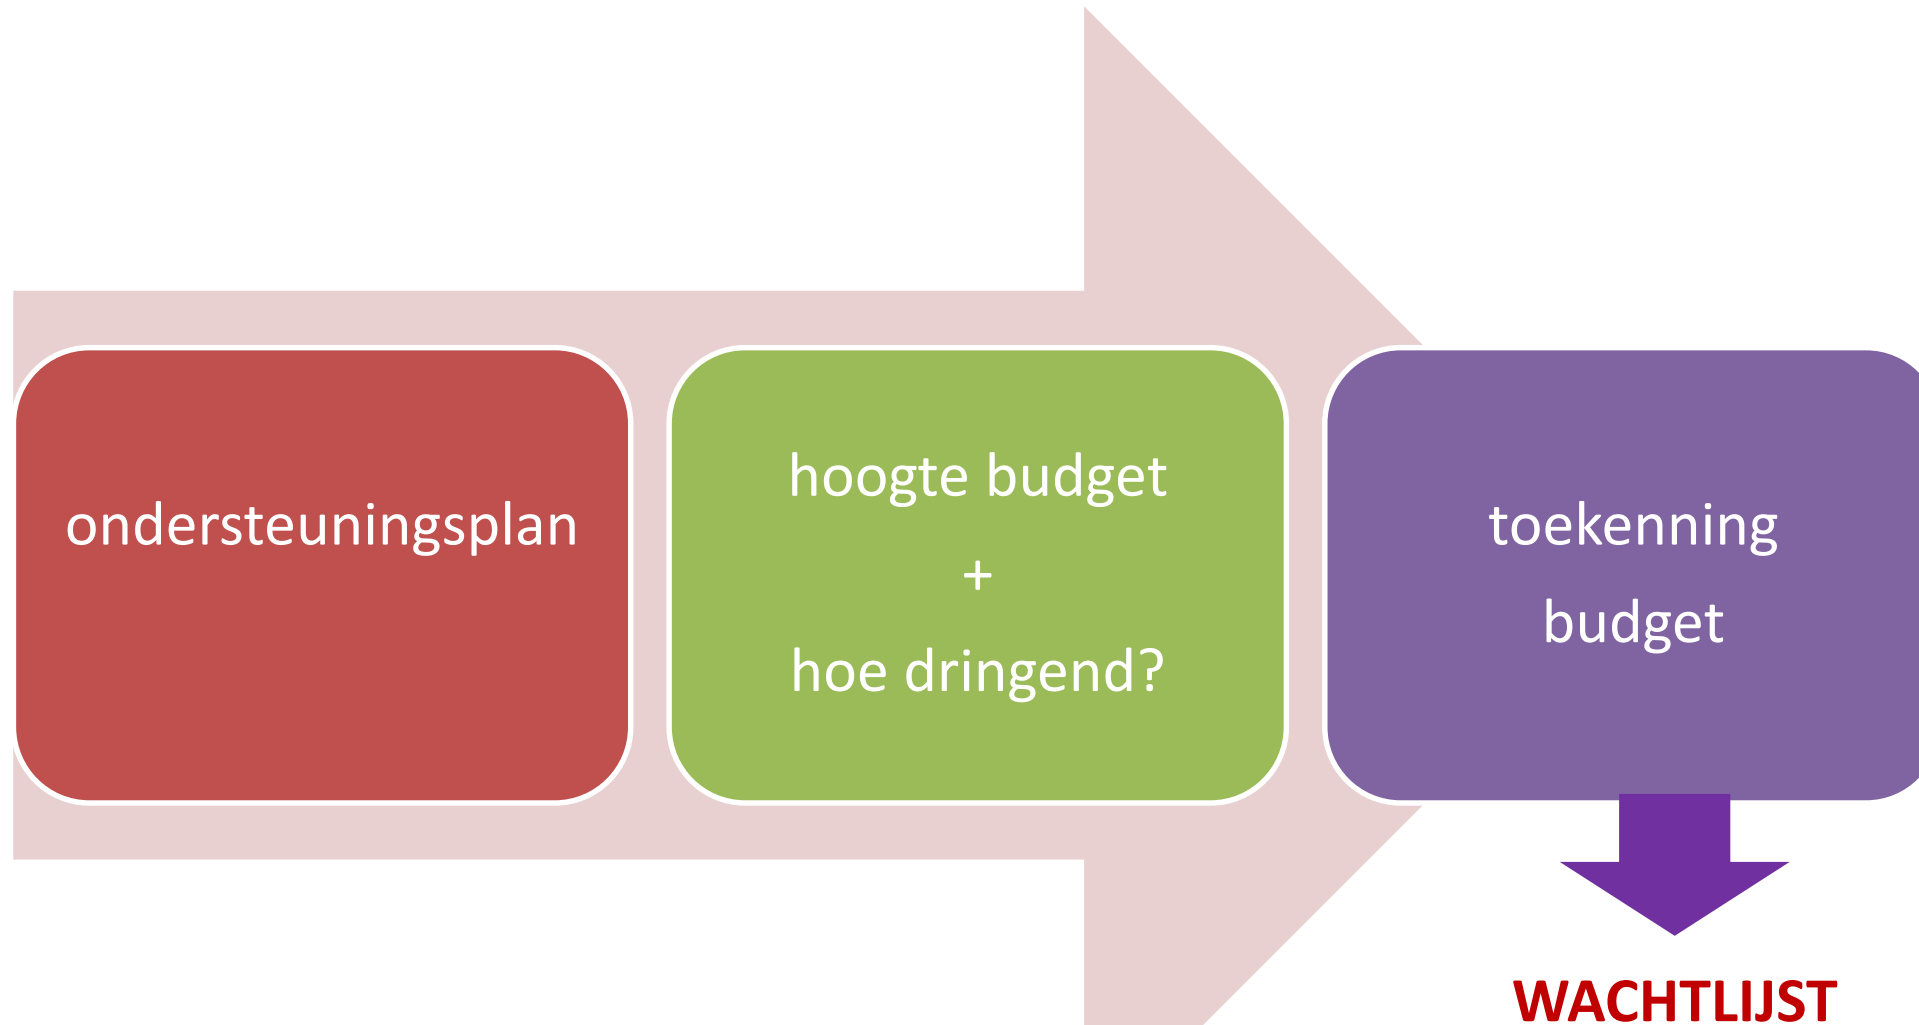 ondersteuningsplan
hoogte budget
+
hoe dringend?
toekenning
budget
WACHTLIJST